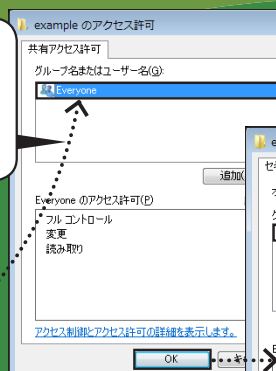 example のアクセス許可
共有アクセス許可
グループ名またはユーザー名(G):
Everyone
追加(
Everyone のアクセス許可(P)
フル コントロール
変更
読み取り
アクセス制御とアクセス許可の詳細を表示します。
OK